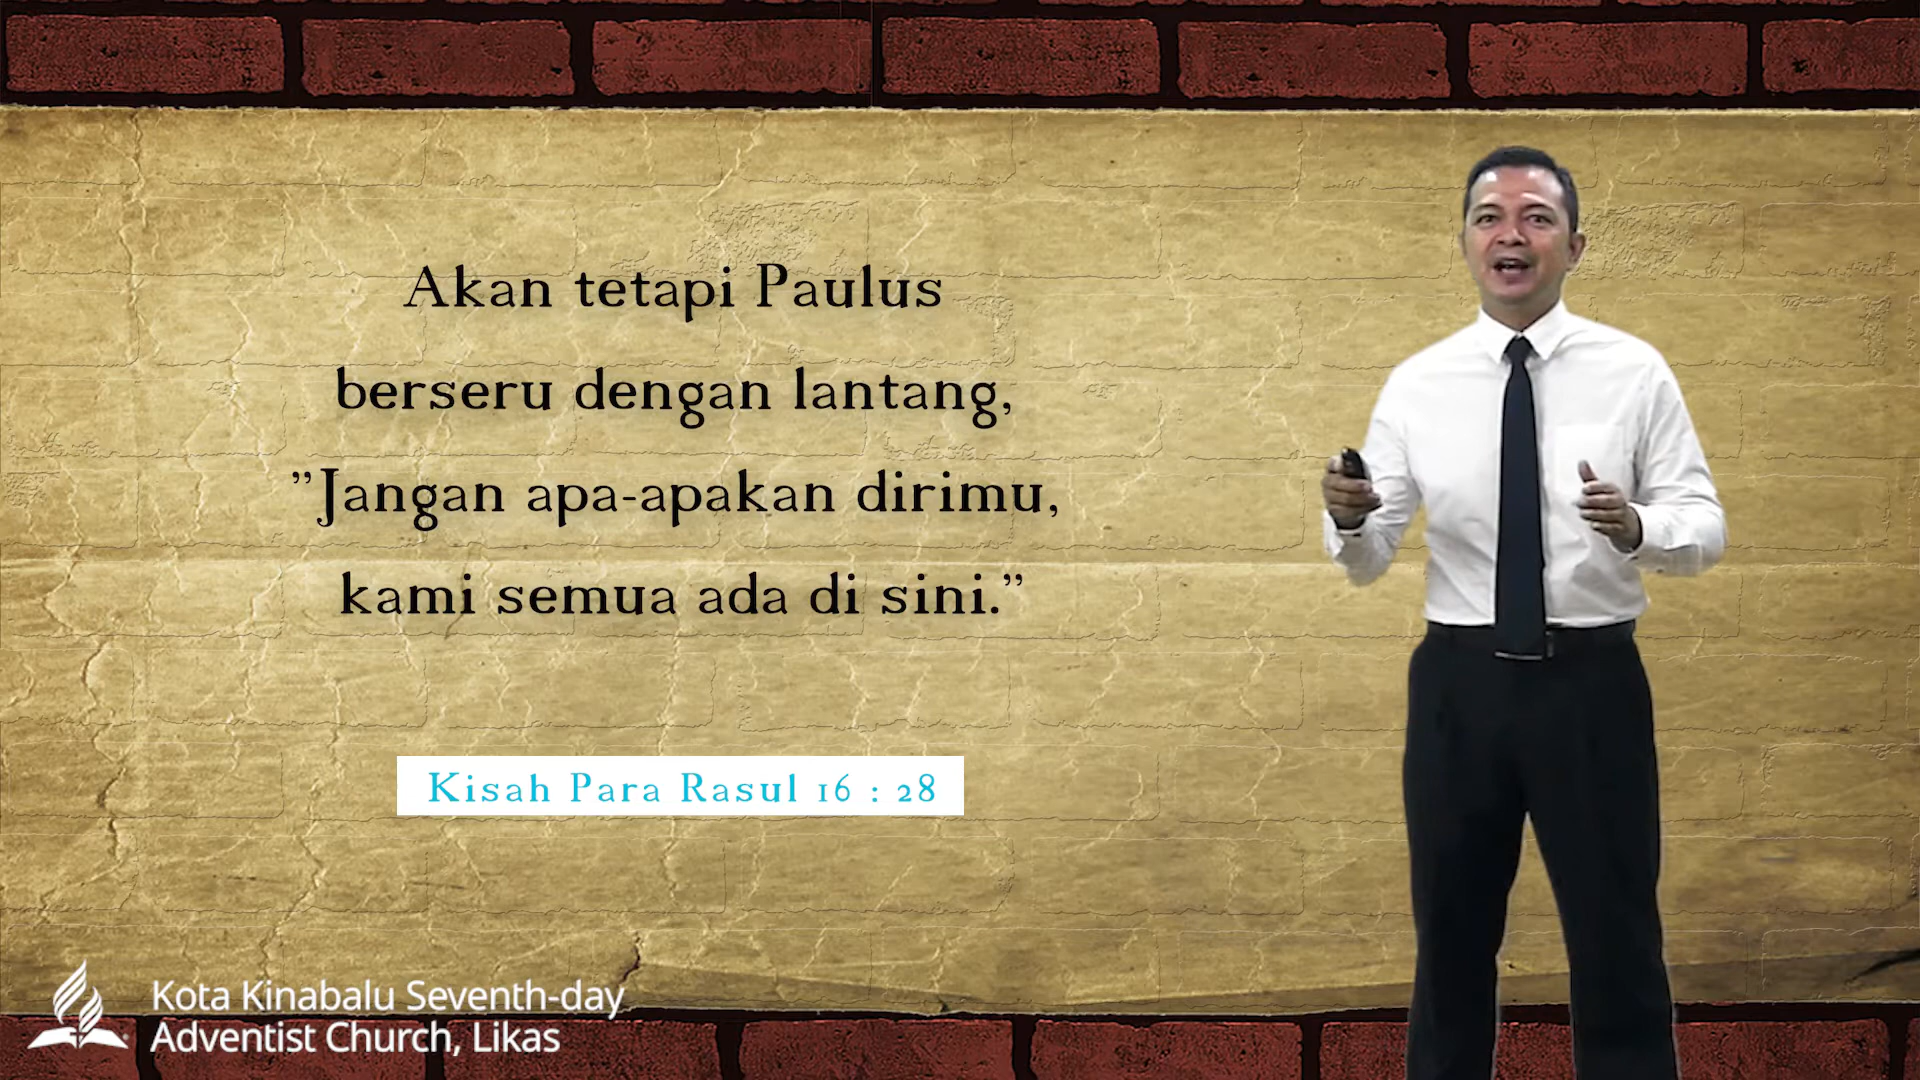 Akan tetapi Paulus
berseru dengan lantang,
”Jangan apa-apakan dirimu,
kami semua ada di sini.”
Kisah Para Rasul 16 : 28
Kota Kinabalu Seventh-day
Adventist Church, Likas